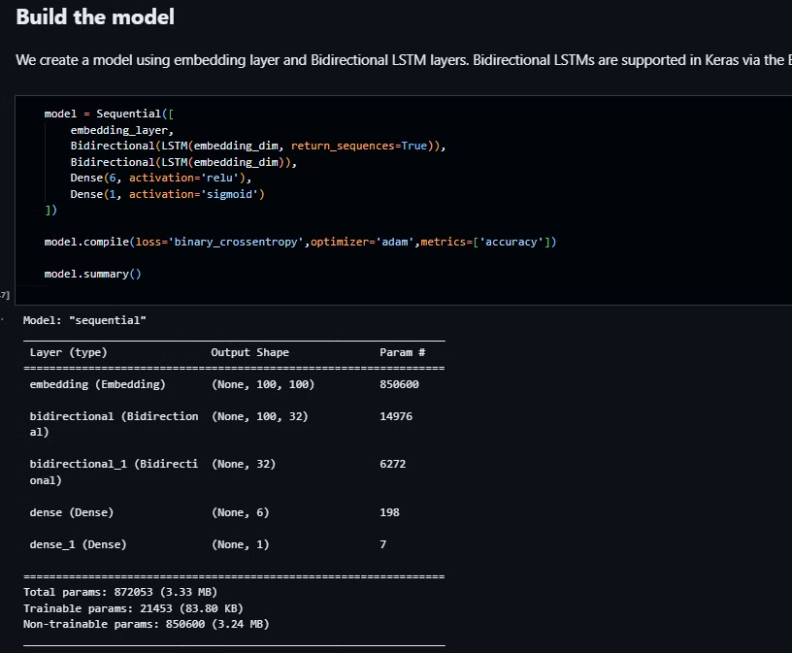 Build the model
We create a model using embedding layer and Bidirectional LSTM layers. Bidirectional LSTMs are supported in Keras via the
model = Sequential([
    embedding_layer,
    Bidirectional(LSTM(embedding_dim, return_sequences=True)),
    Bidirectional(LSTM(embedding_dim)),
    Dense(6, activation='relu'),
    Dense(1, activation='sigmoid')
])
model.compile(loss='binary_crossentropy',optimizer='adam',metrics=['accuracy'])
model.summary()
7]
Model: "sequential"
Layer (type) Output Shape Param #
embedding (Embedding) (None, 100, 100) 850600
bidirectional (Bidirection (None, 100, 32) 14976
al)
bidirectional_1 (Bidirecti (None, 32) 6272
onal)
dense (Dense) (None, 6) 198
dense_1 (Dense) (None, 1) 7
Total params: 872053 (3.33 MB)
Trainable params: 21453 (83.80 KB)
Non-trainable params: 850600 (3.24 MB)